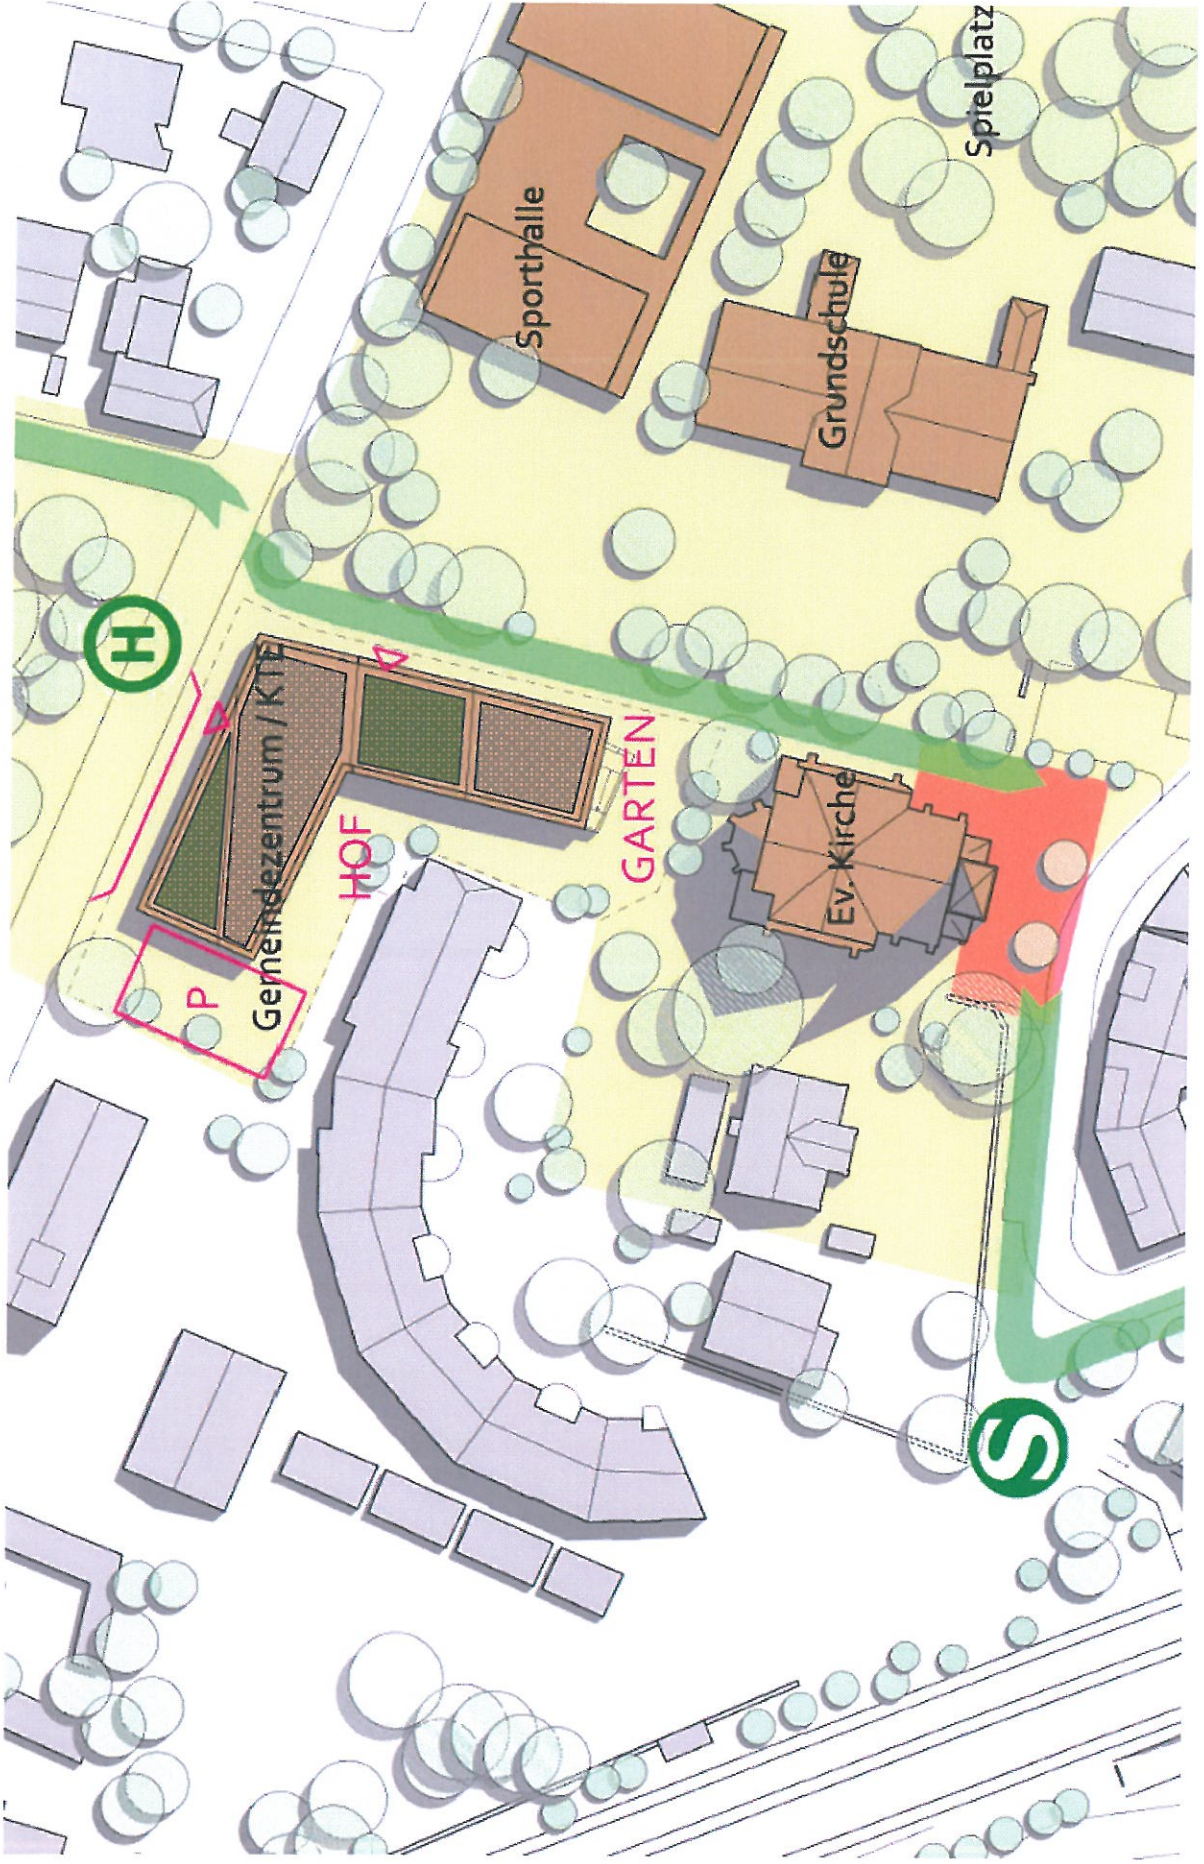 H
Gemeindezentrum / KITA
P
HOF
GARTEN
Sporthalle
Grundschule
Spielplatz
Ev. Kirche
S